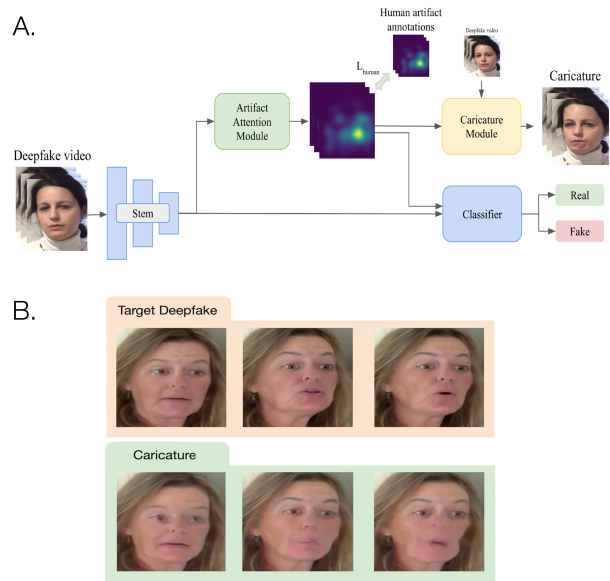 A.
Human artifact
annotations
Deepfake video
L human
Caricature
Artifact
Attention
Module
Caricature
Module
Deepfake video
Stem
Classifier
Real
Fake
B.
Target Deepfake
Caricature